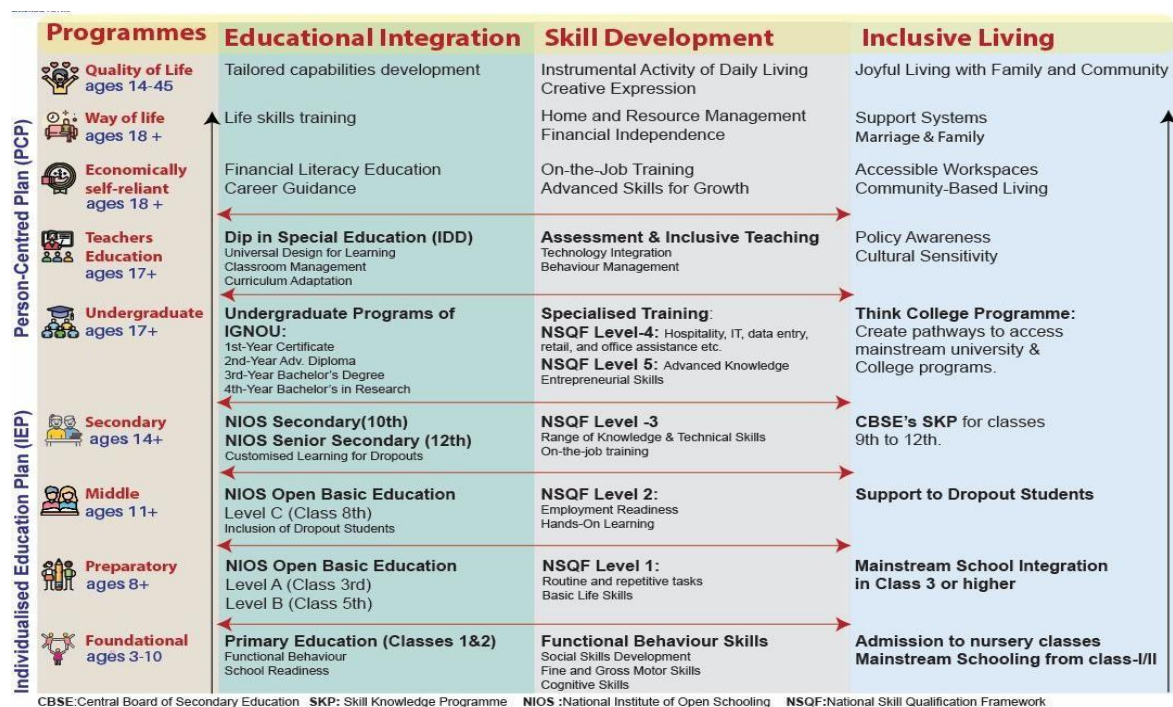 Programmes
Educational Integration
Skill Development
Inclusive Living
Person-Centred Plan (PCP)
Quality of Life
ages 14-45
Tailored capabilities development
Instrumental Activity of Daily Living
Creative Expression
Joyful Living with Family and Community
Way of life
ages 18 +
Life skills training
Home and Resource Management
Financial Independence
Support Systems
Marriage & Family
Economically
self-reliant
ages 18 +
Financial Literacy Education
Career Guidance
On-the-Job Training
Advanced Skills for Growth
Accessible Workspaces
Community-Based Living
Teachers
Education
ages 17+
Dip in Special Education (IDD)
Universal Design for Learning
Classroom Management
Curriculum Adaptation
Assessment & Inclusive Teaching
Technology Integration
Behaviour Management
Policy Awareness
Cultural Sensitivity
Undergraduate
ages 17+
Undergraduate Programs of
IGNOU:
1st-Year Certificate
2nd-Year Adv. Diploma
3rd-Year Bachelor's Degree
4th-Year Bachelor's in Research
Specialised Training:
NSQF Level-4: Hospitality, IT, data entry,
retail, and office assistance etc.
NSQF Level 5: Advanced Knowledge
Entrepreneurial Skills
Think College Programme:
Create pathways to access
mainstream university &
College programs.
Individualised Education Plan (IEP)
Secondary
ages 14+
NIOS Secondary(10th)
NIOS Senior Secondary (12th)
Customised Learning for Dropouts
NSQF Level -3
Range of Knowledge & Technical Skills
On-the-job training
CBSE's SKP for classes
9th to 12th.
Middle
ages 11+
NIOS Open Basic Education
Level C (Class 8th)
Inclusion of Dropout Students
NSQF Level 2:
Employment Readiness
Hands-On Learning
Support to Dropout Students
Preparatory
ages 8+
NIOS Open Basic Education
Level A (Class 3rd)
Level B (Class 5th)
NSQF Level 1:
Routine and repetitive tasks
Basic Life Skills
Mainstream School Integration
in Class 3 or higher
Foundational
ages 3-10
Primary Education (Classes 1&2)
Functional Behaviour
School Readiness
Functional Behaviour Skills
Social Skills Development
Fine and Gross Motor Skills
Cognitive Skills
Admission to nursery classes
Mainstream Schooling from class-I/II
CBSE:Central Board of Secondary Education SKP: Skill Knowledge Programme NIOS :National Institute of Open Schooling NSQF:National Skill Qualification Framework